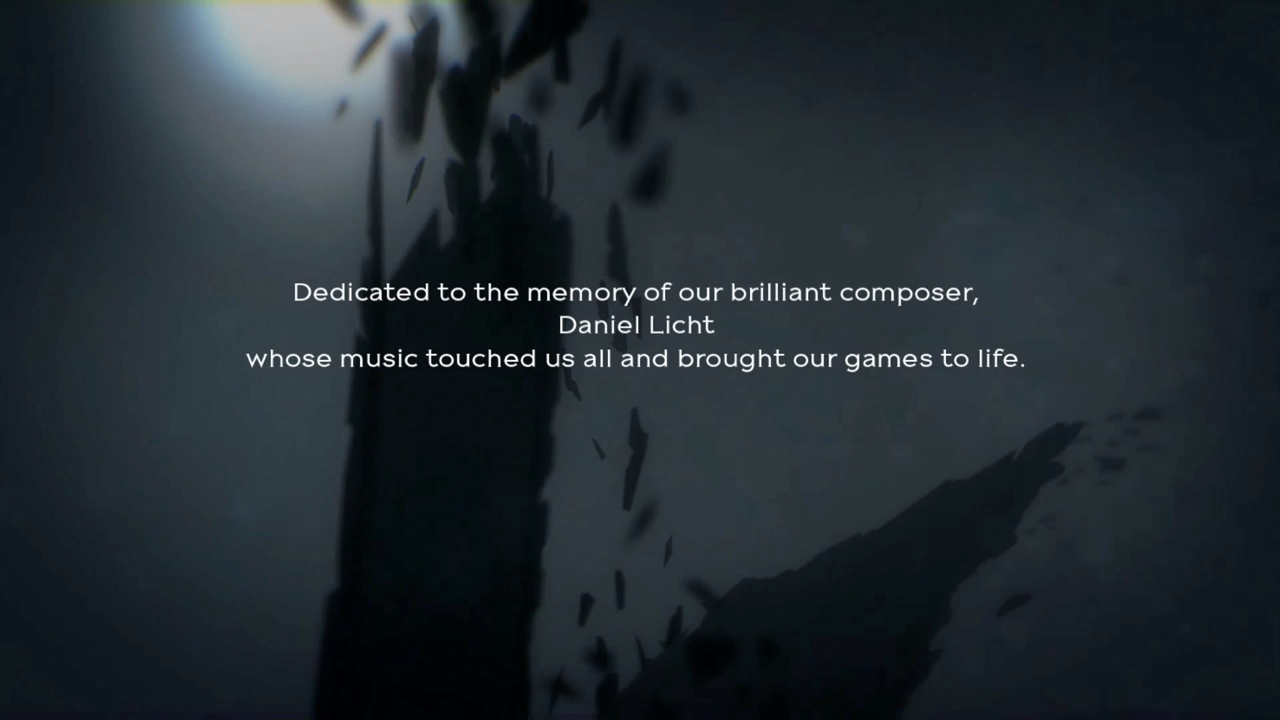 Dedicated to the memory of our brilliant composer,
Daniel Licht
whose music touched us all and brought our games to life.